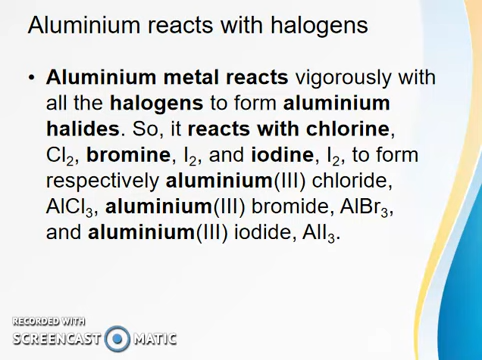 Aluminium reacts with halogens
• Aluminium metal reacts vigorously with
all the halogens to form aluminium
halides. So, it reacts with chlorine,
Cl₂, bromine, I₂, and iodine, I₂, to form
respectively aluminium(III) chloride,
AlCl₃, aluminium(III) bromide, AlBr₃,
and aluminium(III) iodide, AlI₃.
RECORDED WITH
SCREENCAST MATIC